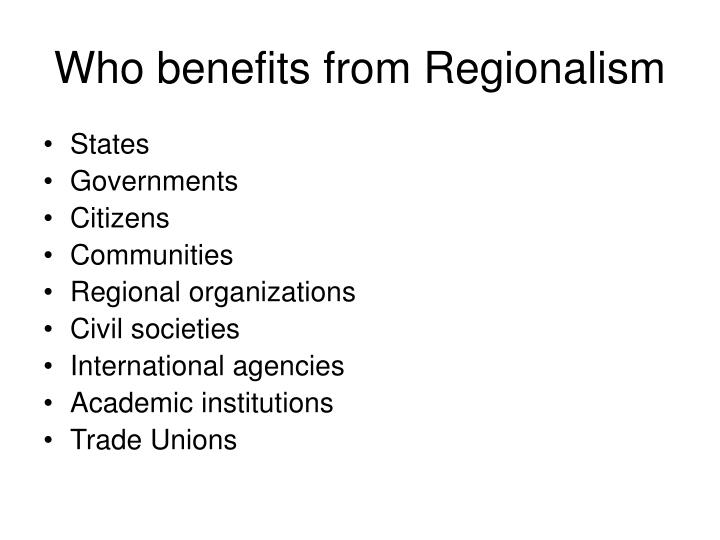 Who benefits from Regionalism
• States
• Governments
• Citizens
• Communities
• Regional organizations
• Civil societies
• International agencies
• Academic institutions
• Trade Unions